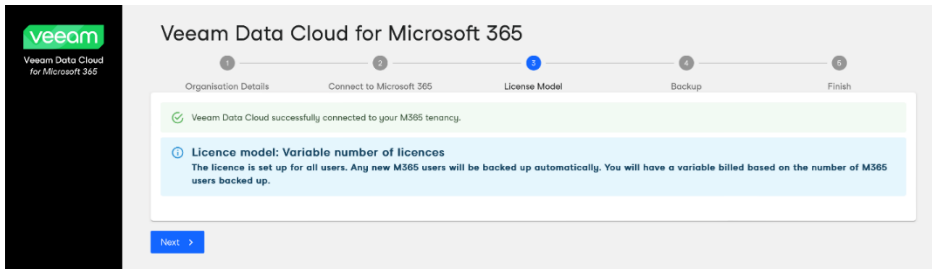 veeam
Veeam Data Cloud
for Microsoft 365
Veeam Data Cloud for Microsoft 365
1
2
3
4
5
Organisation Details
Connect to Microsoft 365
License Model
Backup
Finish
Veeam Data Cloud successfully connected to your M365 tenancy.
Licence model: Variable number of licences
The licence is set up for all users. Any new M365 users will be backed up automatically. You will have a variable billed based on the number of M365
users backed up.
Next >